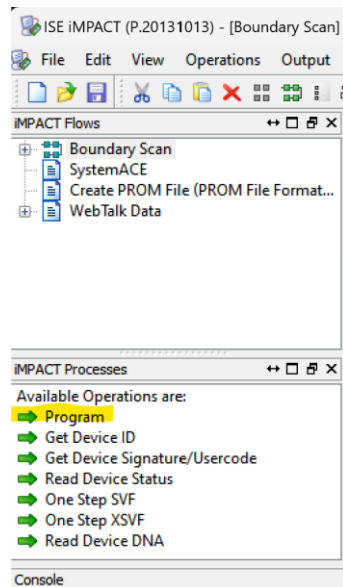 ISE iMPACT (P.20131013) - [Boundary Scan]
File Edit View Operations Output
iMPACT Flows
Boundary Scan
SystemACE
Create PROM File (PROM File Format...
WebTalk Data
iMPACT Processes
Available Operations are:
Program
Get Device ID
Get Device Signature/Usercode
Read Device Status
One Step SVF
One Step XSVF
Read Device DNA
Console